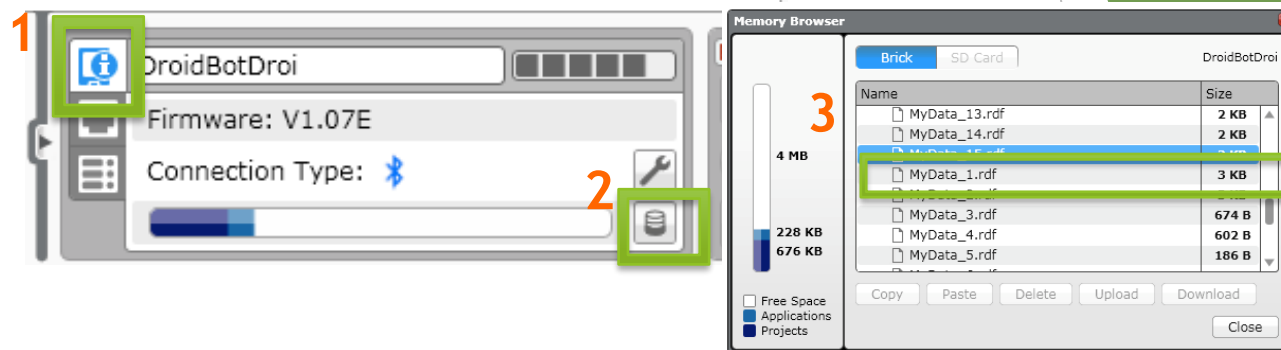 1
DroidBotDroi
Firmware: V1.07E
Connection Type:
2
Memory Browser
Brick
SD Card
DroidBotDroi
3
Name
Size
MyData_13.rdf
2 KB
MyData_14.rdf
2 KB
MyData_15.rdf
MyData_1.rdf
3 KB
MyData_3.rdf
674 B
MyData_4.rdf
602 B
MyData_5.rdf
186 B
4 MB
228 KB
676 KB
Free Space
Applications
Projects
Copy
Paste
Delete
Upload
Download
Close